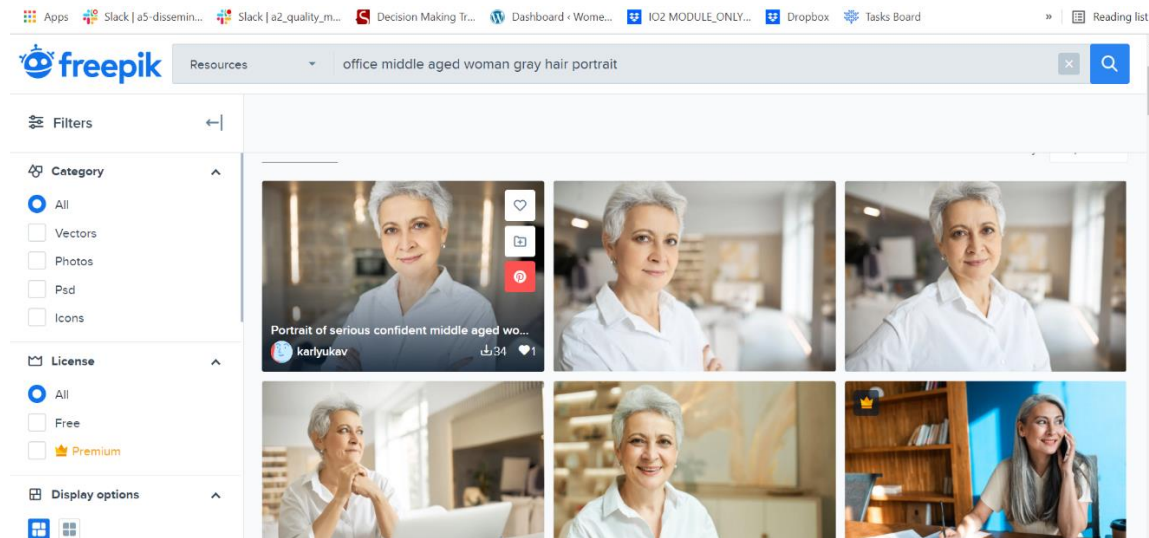 Apps Slack | a5-dissemin... Slack | a2_quality_m... Decision Making Tr... Dashboard ‹ Wome... IO2 MODULE_ONLY... Dropbox Tasks Board » Reading list
freepik Resources office middle aged woman gray hair portrait
Filters
Category
All
Vectors
Photos
Psd
Icons
Portrait of serious confident middle aged wo...
karlyukav 34 1
License
All
Free
Premium
Display options